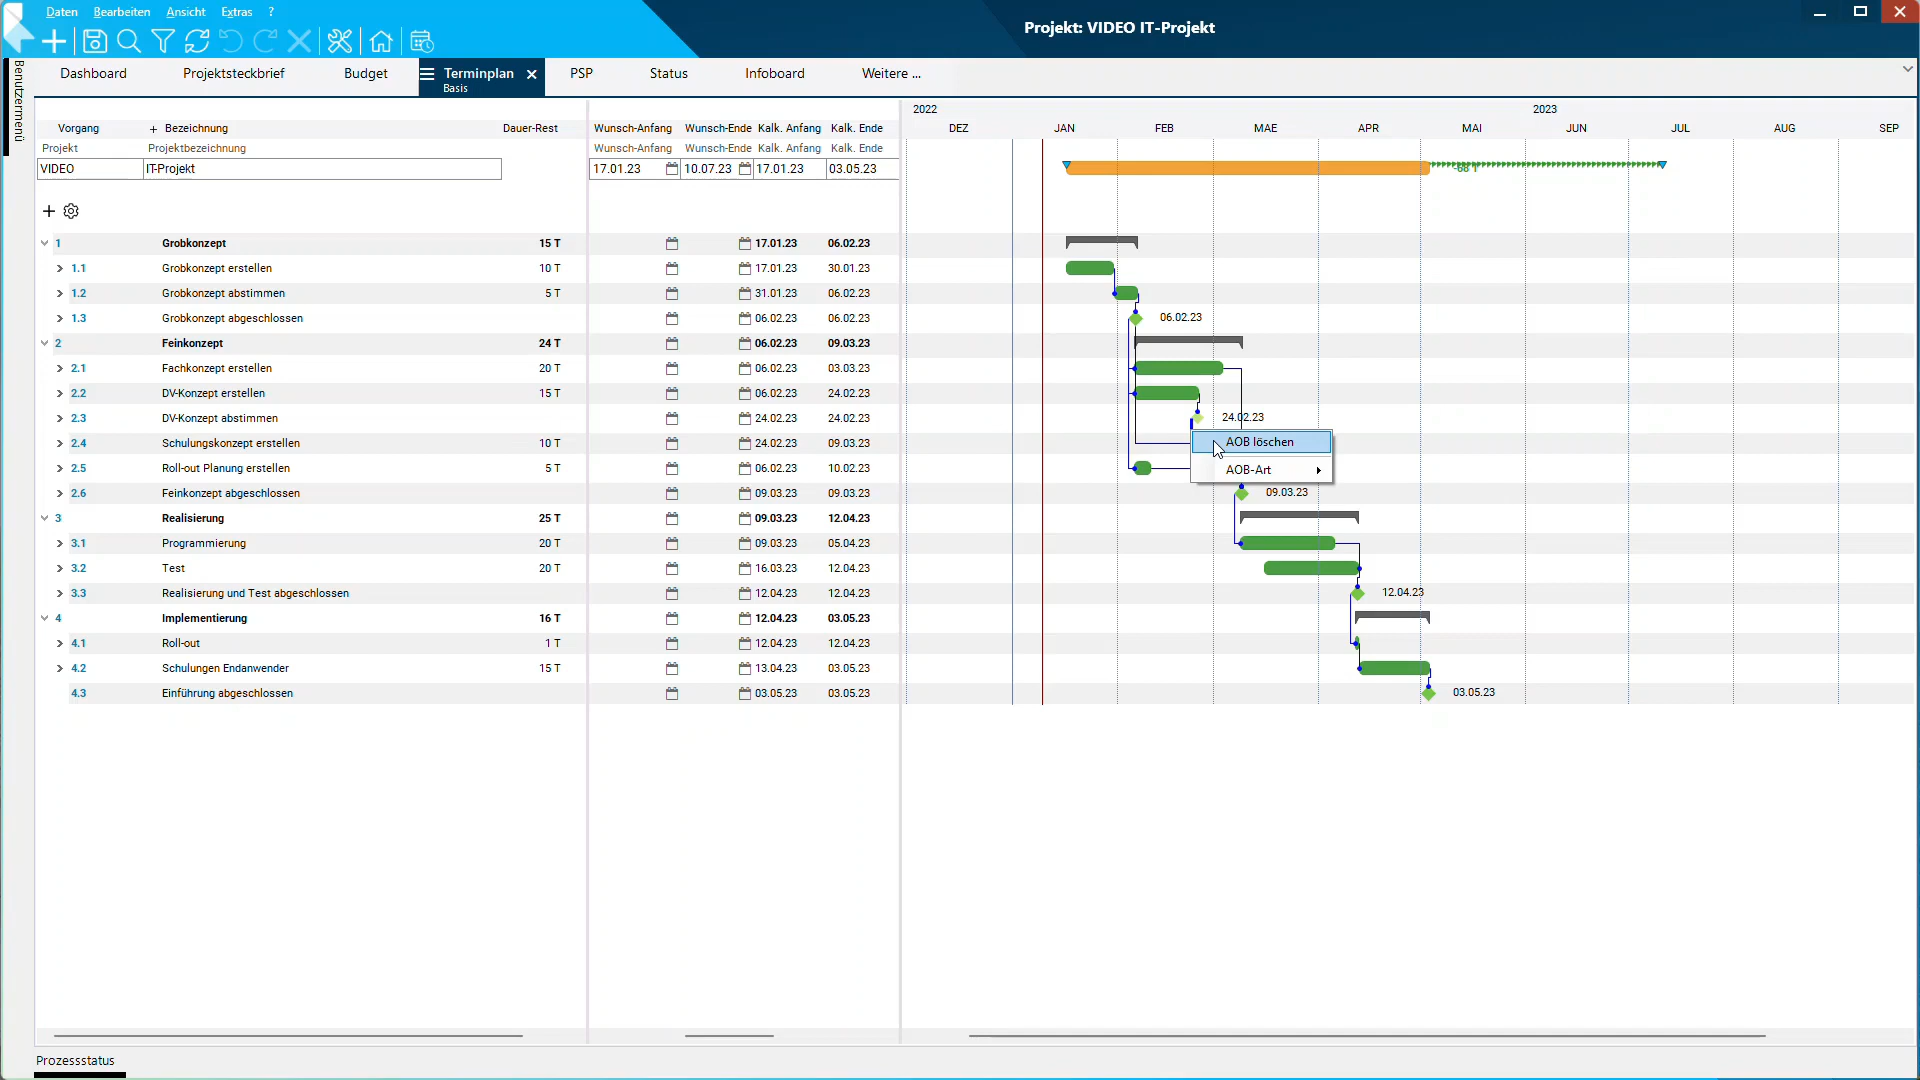 Daten Bearbeiten Ansicht Extras ?
Projekt: VIDEO IT-Projekt
Benutzermenü
Dashboard Projektsteckbrief Budget Terminplan PSP Status Infoboard Weitere ...
Basis
2022 2023
Vorgang + Bezeichnung Dauer-Rest Wunsch-Anfang Wunsch-Ende Kalk. Anfang Kalk. Ende DEZ JAN FEB MAE APR MAI JUN JUL AUG SEP
Projekt Projektbezeichnung Wunsch-Anfang Wunsch-Ende Kalk. Anfang Kalk. Ende
VIDEO IT-Projekt 17.01.23 10.07.23 17.01.23 03.05.23 -68 T
1 Grobkonzept 15 T 17.01.23 06.02.23
1.1 Grobkonzept erstellen 10 T 17.01.23 30.01.23
1.2 Grobkonzept abstimmen 5 T 31.01.23 06.02.23
1.3 Grobkonzept abgeschlossen 06.02.23 06.02.23 06.02.23
2 Feinkonzept 24 T 06.02.23 09.03.23
2.1 Fachkonzept erstellen 20 T 06.02.23 03.03.23
2.2 DV-Konzept erstellen 15 T 06.02.23 24.02.23
2.3 DV-Konzept abstimmen 24.02.23 24.02.23 24.02.23
2.4 Schulungskonzept erstellen 10 T 24.02.23 09.03.23 AOB löschen
2.5 Roll-out Planung erstellen 5 T 06.02.23 10.02.23 AOB-Art
2.6 Feinkonzept abgeschlossen 09.03.23 09.03.23 09.03.23
3 Realisierung 25 T 09.03.23 12.04.23
3.1 Programmierung 20 T 09.03.23 05.04.23
3.2 Test 20 T 16.03.23 12.04.23
3.3 Realisierung und Test abgeschlossen 12.04.23 12.04.23 12.04.23
4 Implementierung 16 T 12.04.23 03.05.23
4.1 Roll-out 1 T 12.04.23 12.04.23
4.2 Schulungen Endanwender 15 T 13.04.23 03.05.23
4.3 Einführung abgeschlossen 03.05.23 03.05.23 03.05.23
Prozessstatus